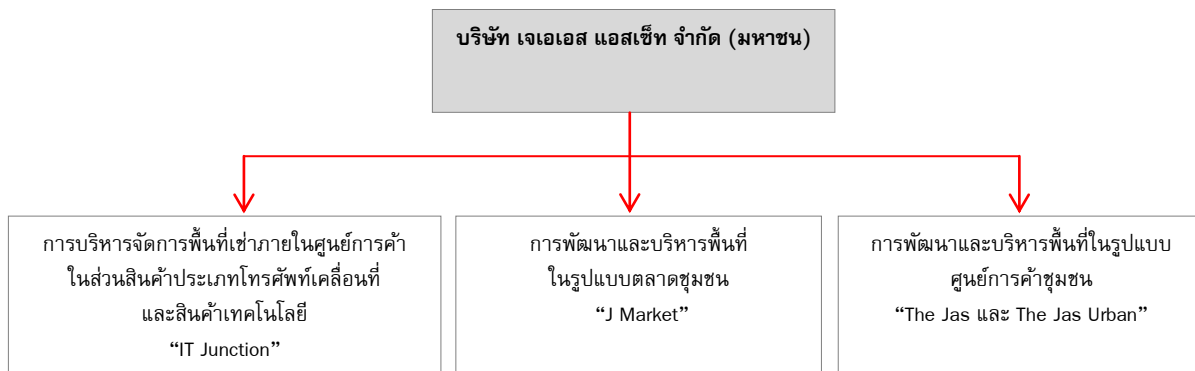 บริษัท เจเอเอส แอสเซ็ท จำกัด (มหาชน)
การบริหารจัดการพื้นที่เช่าภายในศูนย์การค้า
ในส่วนสินค้าประเภทโทรศัพท์เคลื่อนที่
และสินค้าเทคโนโลยี
“IT Junction”
การพัฒนาและบริหารพื้นที่
ในรูปแบบตลาดชุมชน
“J Market”
การพัฒนาและบริหารพื้นที่ในรูปแบบ
ศูนย์การค้าชุมชน
“The Jas และ The Jas Urban”